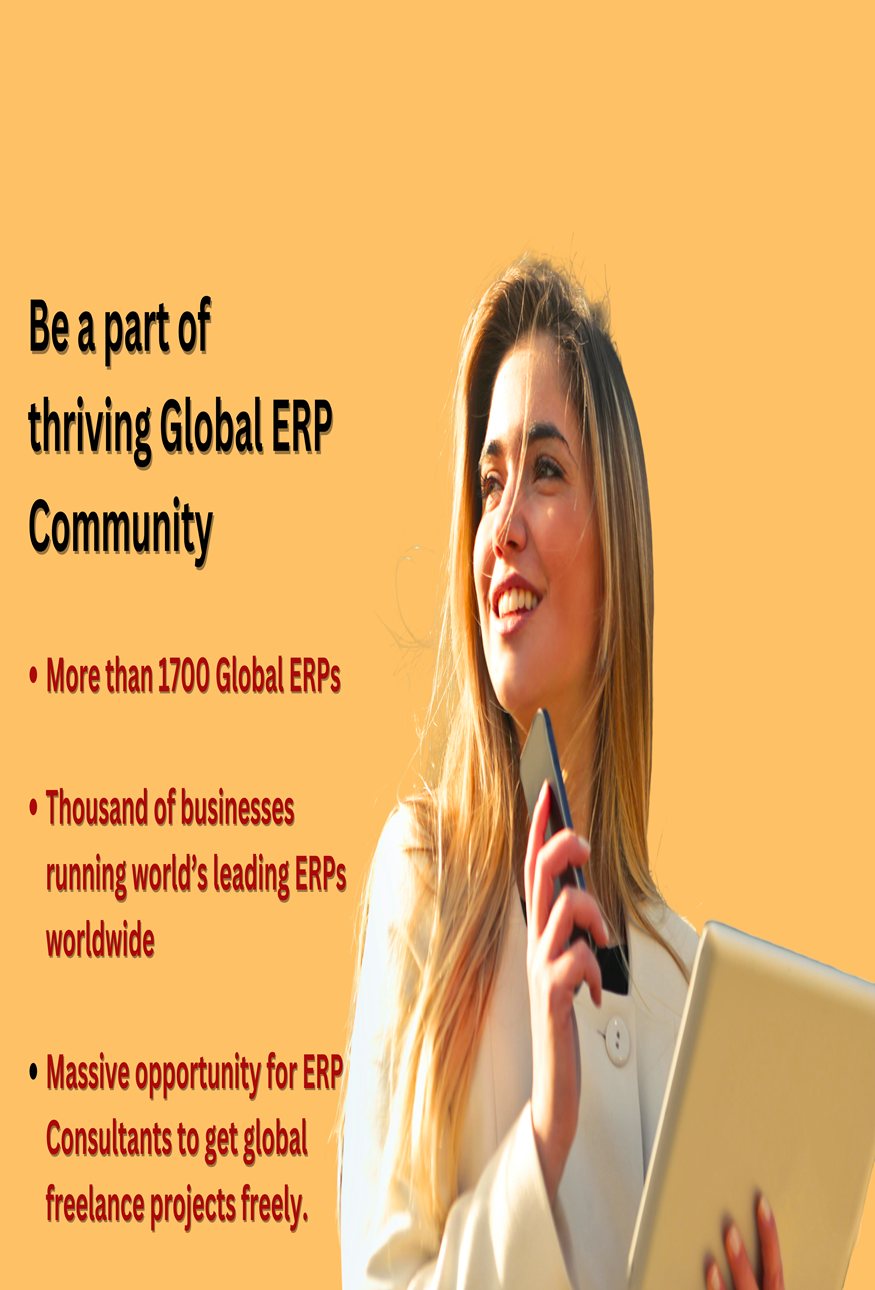 Be a part of
thriving Global ERP
Community
• More than 1700 Global ERPs
• Thousand of businesses
running world’s leading ERPs
worldwide
• Massive opportunity for ERP
Consultants to get global
freelance projects freely.